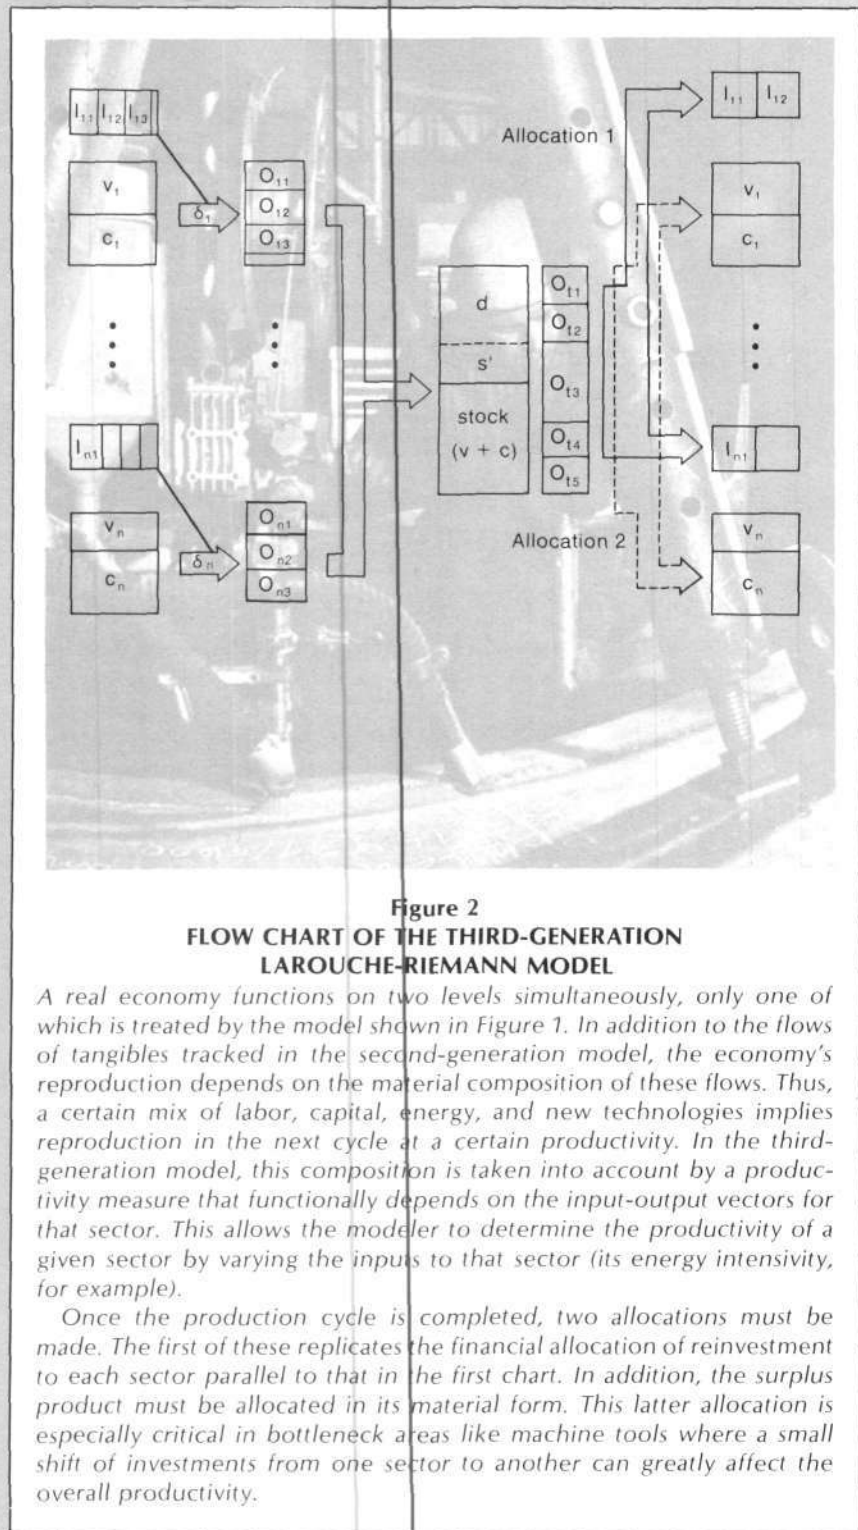 I₁₁ I₁₂ I₁₃
v₁
c₁
δ₁
O₁₁
O₁₂
O₁₃
Iₙ₁
vₙ
cₙ
δₙ
Oₙ₁
Oₙ₂
Oₙ₃
d
s'
stock
(v + c)
Oₜ₁
Oₜ₂
Oₜ₃
Oₜ₄
Oₜ₅
Allocation 1
Allocation 2
I₁₁ I₁₂
v₁
c₁
Iₙ₁
vₙ
cₙ
Figure 2
FLOW CHART OF THE THIRD-GENERATION
LAROUCHE-RIEMANN MODEL
A real economy functions on two levels simultaneously, only one of
which is treated by the model shown in Figure 1. In addition to the flows
of tangibles tracked in the second-generation model, the economy's
reproduction depends on the material composition of these flows. Thus,
a certain mix of labor, capital, energy, and new technologies implies
reproduction in the next cycle at a certain productivity. In the third-
generation model, this composition is taken into account by a produc-
tivity measure that functionally depends on the input-output vectors for
that sector. This allows the modeler to determine the productivity of a
given sector by varying the inputs to that sector (its energy intensivity,
for example).
Once the production cycle is completed, two allocations must be
made. The first of these replicates the financial allocation of reinvestment
to each sector parallel to that in the first chart. In addition, the surplus
product must be allocated in its material form. This latter allocation is
especially critical in bottleneck areas like machine tools where a small
shift of investments from one sector to another can greatly affect the
overall productivity.